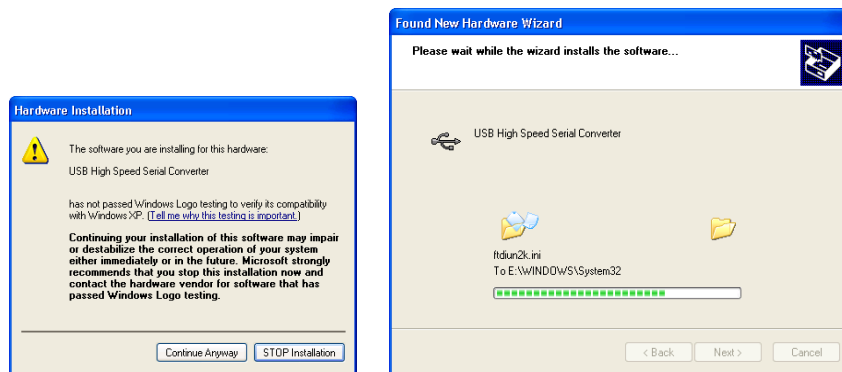 Hardware Installation
The software you are installing for this hardware:
USB High Speed Serial Converter
has not passed Windows Logo testing to verify its compatibility
with Windows XP. (Tell me why this testing is important.)
Continuing your installation of this software may impair
or destabilize the correct operation of your system
either immediately or in the future. Microsoft strongly
recommends that you stop this installation now and
contact the hardware vendor for software that has
passed Windows Logo testing.
Continue Anyway
STOP Installation
Found New Hardware Wizard
Please wait while the wizard installs the software...
USB High Speed Serial Converter
ftdiun2k.ini
To E:\WINDOWS\System32
< Back
Next >
Cancel